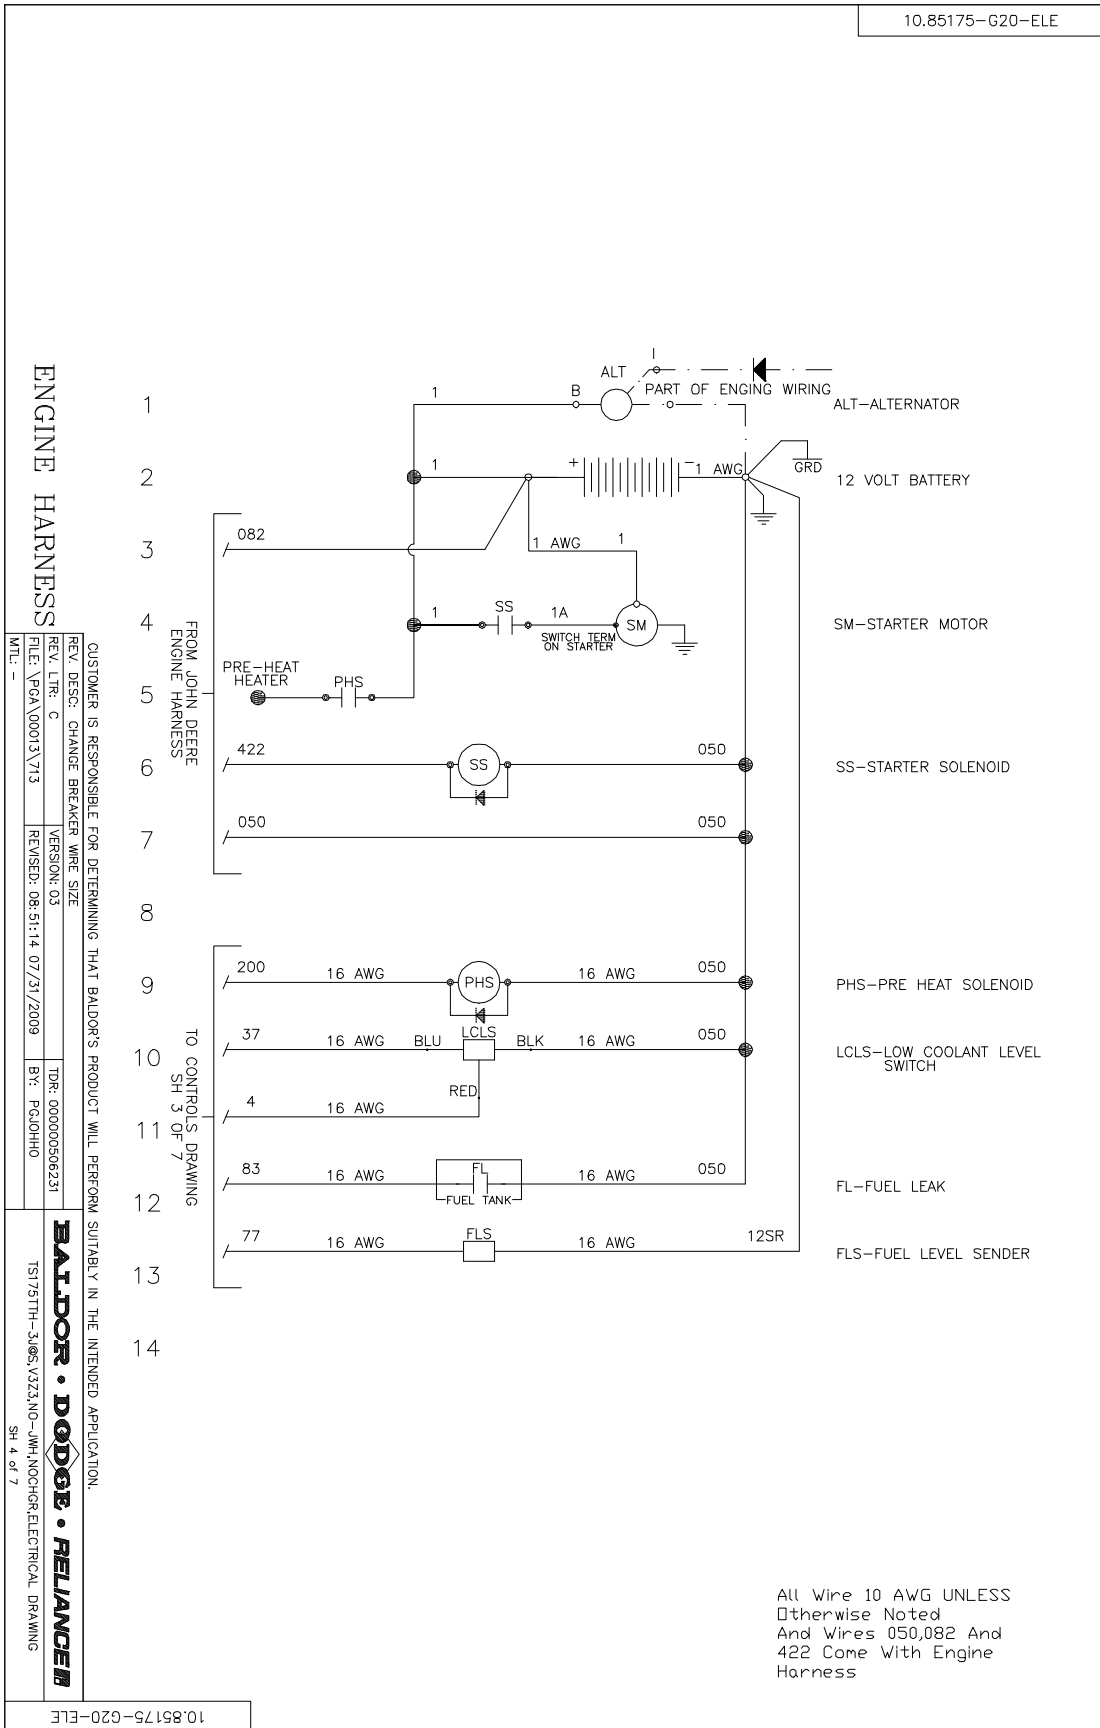 10.85175-G20-ELE
ENGINE HARNESS
1
1
B
ALT
I
PART OF ENGING WIRING
ALT-ALTERNATOR
2
1
+
-
1 AWG
GRD
12 VOLT BATTERY
3
082
1 AWG
1
4
1
SS
1A
SWITCH TERM
ON STARTER
SM
SM-STARTER MOTOR
FROM JOHN DEERE
ENGINE HARNESS
5
PRE-HEAT
HEATER
PHS
6
422
SS
050
SS-STARTER SOLENOID
7
050
050
8
9
200
16 AWG
PHS
16 AWG
050
PHS-PRE HEAT SOLENOID
10
37
16 AWG
BLU
LCLS
BLK
16 AWG
050
LCLS-LOW COOLANT LEVEL
SWITCH
TO CONTROLS DRAWING
SH 3 OF 7
11
4
16 AWG
RED
12
83
16 AWG
FL
FUEL TANK
16 AWG
050
FL-FUEL LEAK
13
77
16 AWG
FLS
16 AWG
12SR
FLS-FUEL LEVEL SENDER
14
All Wire 10 AWG UNLESS
Otherwise Noted
And Wires 050,082 And
422 Come With Engine
Harness
CUSTOMER IS RESPONSIBLE FOR DETERMINING THAT BALDOR'S PRODUCT WILL PERFORM SUITABLY IN THE INTENDED APPLICATION.
REV. DESC: CHANGE BREAKER WIRE SIZE
REV. LTR: C
VERSION: 03
TDR: 000000506231
FILE: \PGA\00013\713
REVISED: 08:51:14 07/31/2009
BY: PGJOHHO
MTL: -
BALDOR • DODGE • RELIANCE
TS175TTH-3J@S,V3Z3,NO-JWH,NOCHGR,ELECTRICAL DRAWING
SH 4 of 7
10.85175-G20-ELE